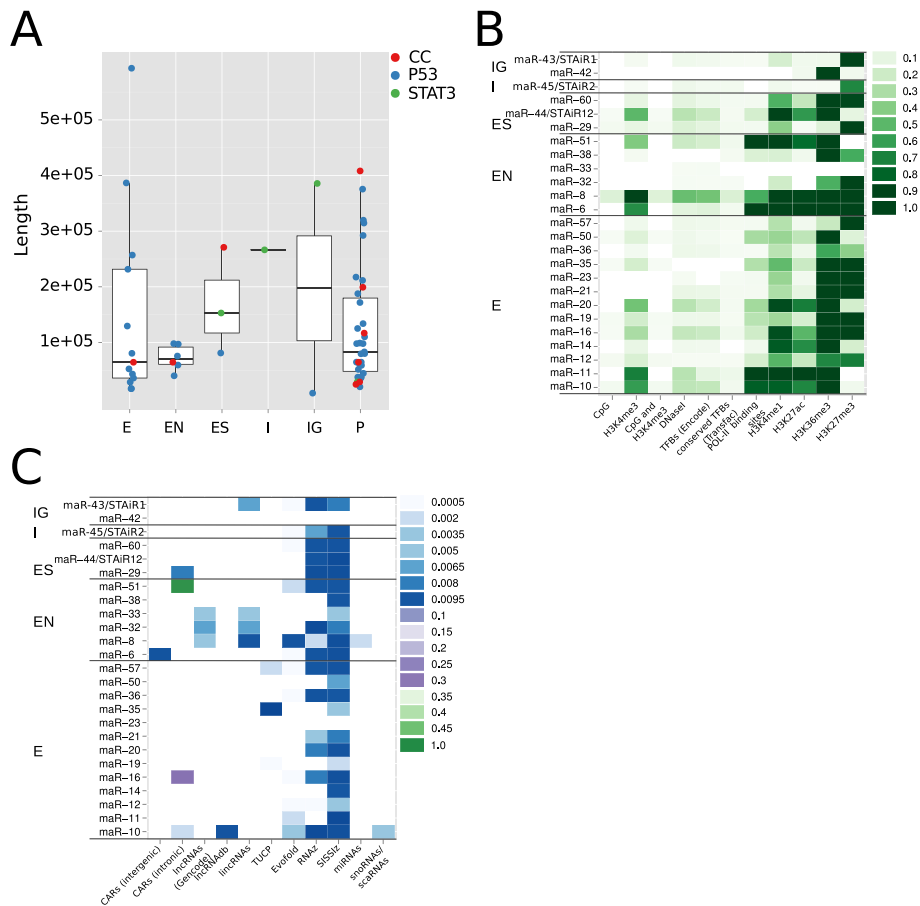 A
CC
P53
STAT3
Length
5e+05
4e+05
3e+05
2e+05
1e+05
E
EN
ES
I
IG
P
B
IG
I
ES
EN
E
maR-43/STAiR1
maR-42
maR-45/STAiR2
maR-60
maR-44/STAiR12
maR-29
maR-51
maR-38
maR-33
maR-32
maR-8
maR-6
maR-57
maR-50
maR-36
maR-35
maR-23
maR-21
maR-20
maR-19
maR-16
maR-14
maR-12
maR-11
maR-10
CpG
H3K4me3
CpG and
H3K4me3
DNaseI
TFBs (Encode)
conserved TFBs
(Transfac)
POL-II binding
sites
H3K4me1
H3K27ac
H3K36me3
H3K27me3
0.1
0.2
0.3
0.4
0.5
0.6
0.7
0.8
0.9
1.0
C
IG
I
ES
EN
E
maR-43/STAiR1
maR-42
maR-45/STAiR2
maR-60
maR-44/STAiR12
maR-29
maR-51
maR-38
maR-33
maR-32
maR-8
maR-6
maR-57
maR-50
maR-36
maR-35
maR-23
maR-21
maR-20
maR-19
maR-16
maR-14
maR-12
maR-11
maR-10
CARs (intergenic)
CARs (intronic)
lncRNAs
(Gencode)
lncRNAdb
lincRNAs
TUCP
Evofold
RNAz
SISSIz
miRNAs
snoRNAs/
scaRNAs
0.0005
0.002
0.0035
0.005
0.0065
0.008
0.0095
0.1
0.15
0.2
0.25
0.3
0.35
0.4
0.45
1.0